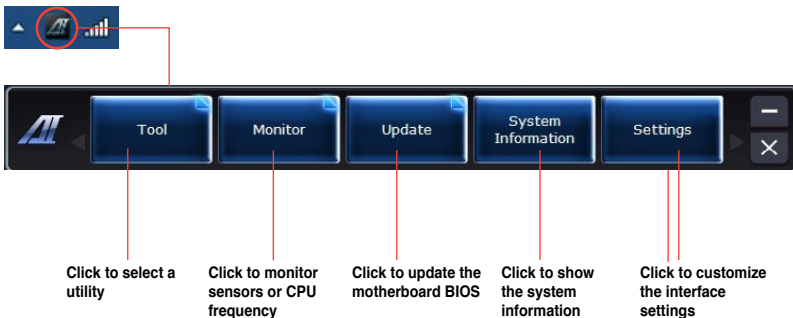 AI
Tool
Monitor
Update
System
Information
Settings
Click to select a
utility
Click to monitor
sensors or CPU
frequency
Click to update the
motherboard BIOS
Click to show
the system
information
Click to customize
the interface
settings